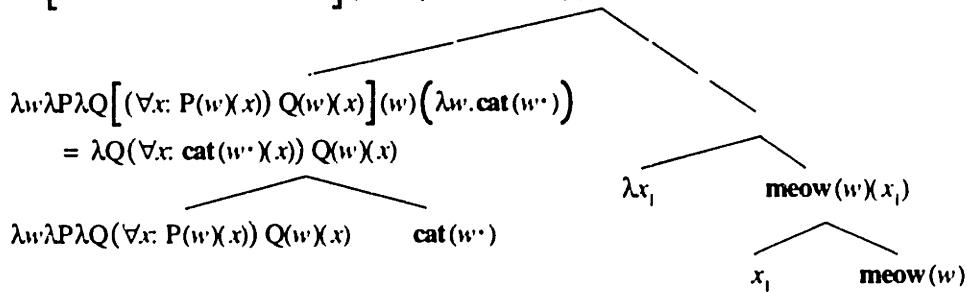 λwλPλQ[(∀x: P(w)(x)) Q(w)(x)](w)(λw.cat(w*))
= λQ(∀x: cat(w*)(x)) Q(w)(x)
λx₁ meow(w)(x₁)
λwλPλQ(∀x: P(w)(x)) Q(w)(x) cat(w*)
x₁ meow(w)